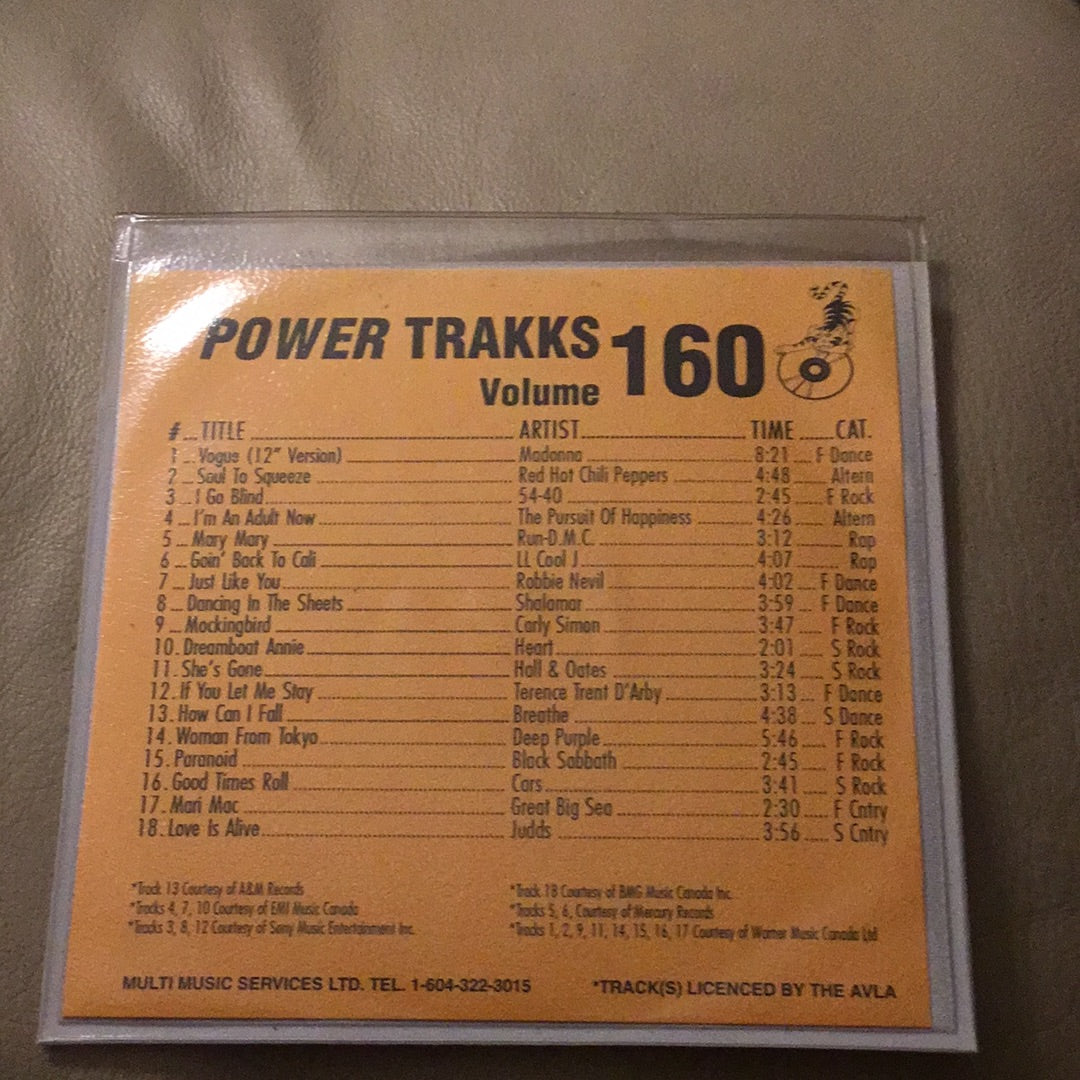 POWER TRAKKS
Volume 160
# TITLE ARTIST TIME CAT.
1 Vogue (12" Version) Madonna 8:21 F Dance
2 Soul To Squeeze Red Hot Chili Peppers 4:48 Altern
3 I Go Blind 54-40 2:45 F Rock
4 I'm An Adult Now The Pursuit Of Happiness 4:26 Altern
5 Mary Mary Run-D.M.C. 3:12 Rap
6 Goin' Back To Cali LL Cool J 4:07 Rap
7 Just Like You Robbie Nevil 4:02 F Dance
8 Dancing In The Sheets Shalamar 3:59 F Dance
9 Mockingbird Carly Simon 3:47 F Rock
10. Dreamboat Annie Heart 2:01 S Rock
11. She's Gone Hall & Oates 3:24 S Rock
12. If You Let Me Stay Terence Trent D'Arby 3:13 F Dance
13. How Can I Fall Breathe 4:38 S Dance
14. Woman From Tokyo Deep Purple 5:46 F Rock
15. Paranoid Black Sabbath 2:45 F Rock
16. Good Times Roll Cars 3:41 S Rock
17. Mari Mac Great Big Sea 2:30 F Cntry
18. Love Is Alive Judds 3:56 S Cntry
*Track 13 Courtesy of A&M Records
*Tracks 4, 7, 10 Courtesy of EMI Music Canada
*Tracks 3, 8, 12 Courtesy of Sony Music Entertainment Inc.
*Track 18 Courtesy of BMG Music Canada Inc.
*Tracks 5, 6, Courtesy of Mercury Records
*Tracks 1, 2, 9, 11, 14, 15, 16, 17 Courtesy of Warner Music Canada Ltd
MULTI MUSIC SERVICES LTD. TEL. 1-604-322-3015
*TRACK(S) LICENCED BY THE AVLA